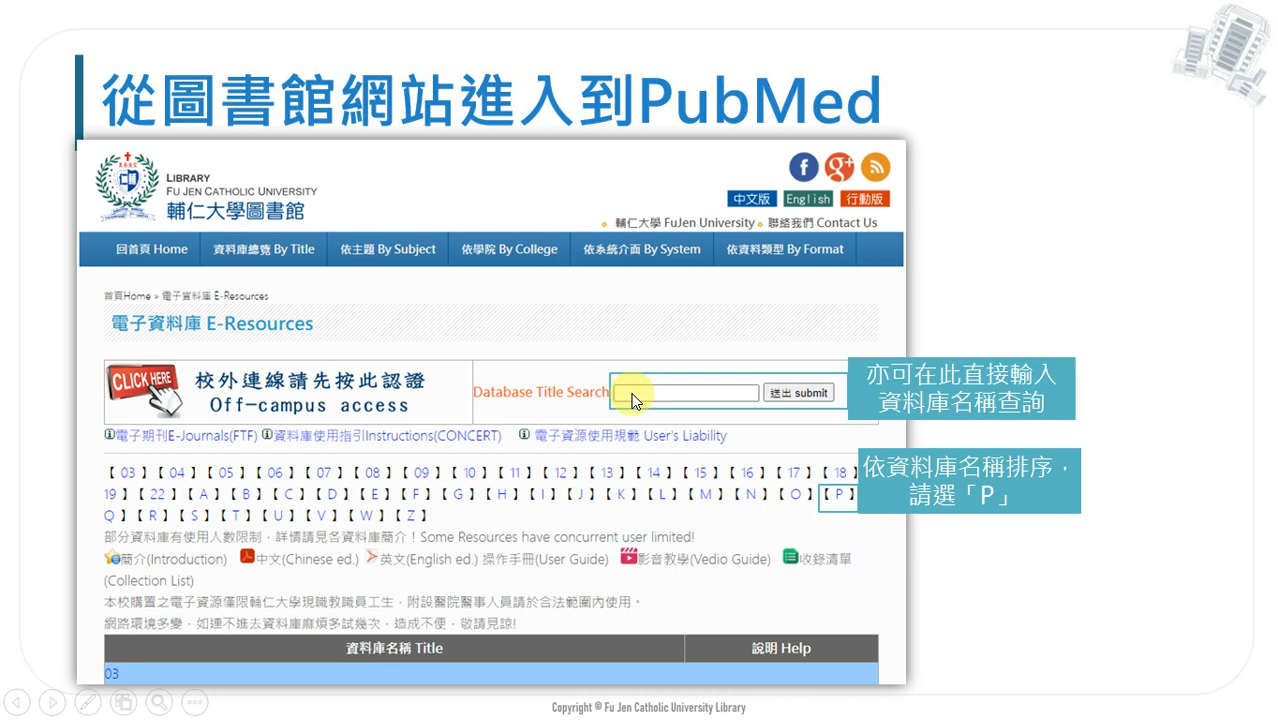 從圖書館網站進入到PubMed
LIBRARY
FU JEN CATHOLIC UNIVERSITY
輔仁大學圖書館
中文版 English 行動版
輔仁大學 FuJen University 聯絡我們 Contact Us
回首頁 Home 資料庫總覽 By Title 依主題 By Subject 依學院 By College 依系統介面 By System 依資料類型 By Format
首頁Home » 電子資料庫 E-Resources
電子資料庫 E-Resources
CLICK HERE
校外連線請先按此認證
Off-campus access
Database Title Search 送出 submit
亦可在此直接輸入
資料庫名稱查詢
電子期刊E-Journals(FTF) 資料庫使用指引Instructions(CONCERT) 電子資源使用規範 User's Liability
【 03 】【 04 】【 05 】【 06 】【 07 】【 08 】【 09 】【 10 】【 11 】【 12 】【 13 】【 14 】【 15 】【 16 】【 17 】【 18 】【
19 】【 22 】【 A 】【 B 】【 C 】【 D 】【 E 】【 F 】【 G 】【 H 】【 I 】【 J 】【 K 】【 L 】【 M 】【 N 】【 O 】【 P 】【
Q 】【 R 】【 S 】【 T 】【 U 】【 V 】【 W 】【 Z 】
依資料庫名稱排序，
請選「P」
部分資料庫有使用人數限制，詳情請見各資料庫簡介！Some Resources have concurrent user limited!
簡介(Introduction) 中文(Chinese ed.) 英文(English ed.) 操作手冊(User Guide) 影音教學(Vedio Guide) 收錄清單
(Collection List)
本校購置之電子資源僅限輔仁大學現職教職員工生，附設醫院醫事人員請於合法範圍內使用。
網路環境多變，如連不進去資料庫麻煩多試幾次，造成不便，敬請見諒!
資料庫名稱 Title 說明 Help
03
Copyright © Fu Jen Catholic University Library